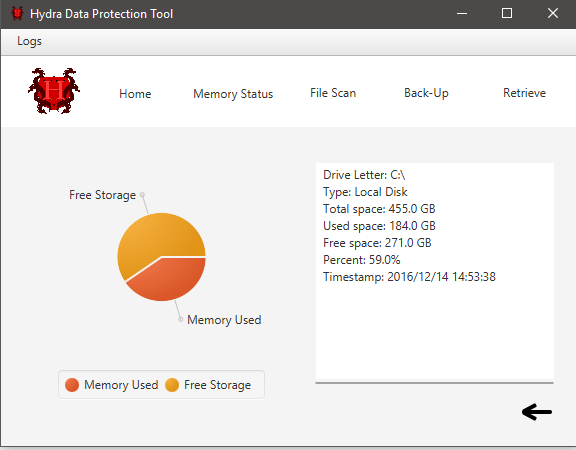 Hydra Data Protection Tool
Logs
H
Home Memory Status File Scan Back-Up Retrieve
Free Storage
Memory Used
Memory Used Free Storage
Drive Letter: C:\
Type: Local Disk
Total space: 455.0 GB
Used space: 184.0 GB
Free space: 271.0 GB
Percent: 59.0%
Timestamp: 2016/12/14 14:53:38